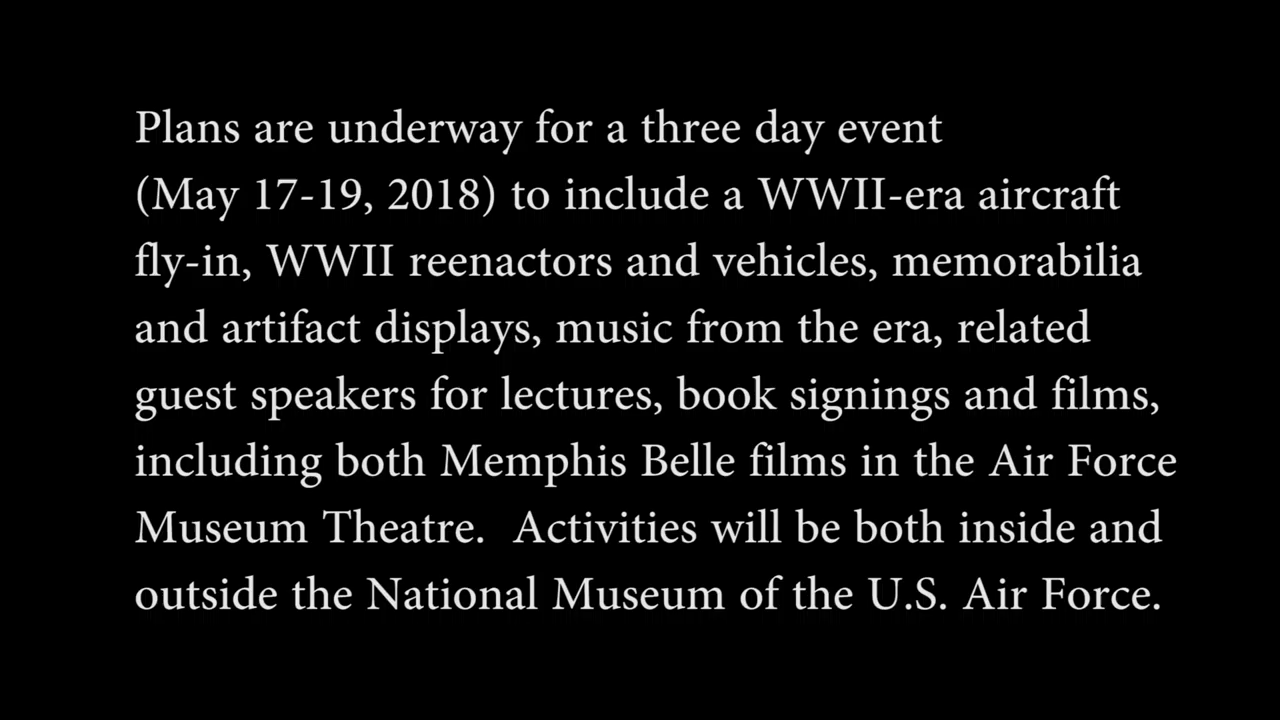 Plans are underway for a three day event
(May 17-19, 2018) to include a WWII-era aircraft
fly-in, WWII reenactors and vehicles, memorabilia
and artifact displays, music from the era, related
guest speakers for lectures, book signings and films,
including both Memphis Belle films in the Air Force
Museum Theatre.  Activities will be both inside and
outside the National Museum of the U.S. Air Force.